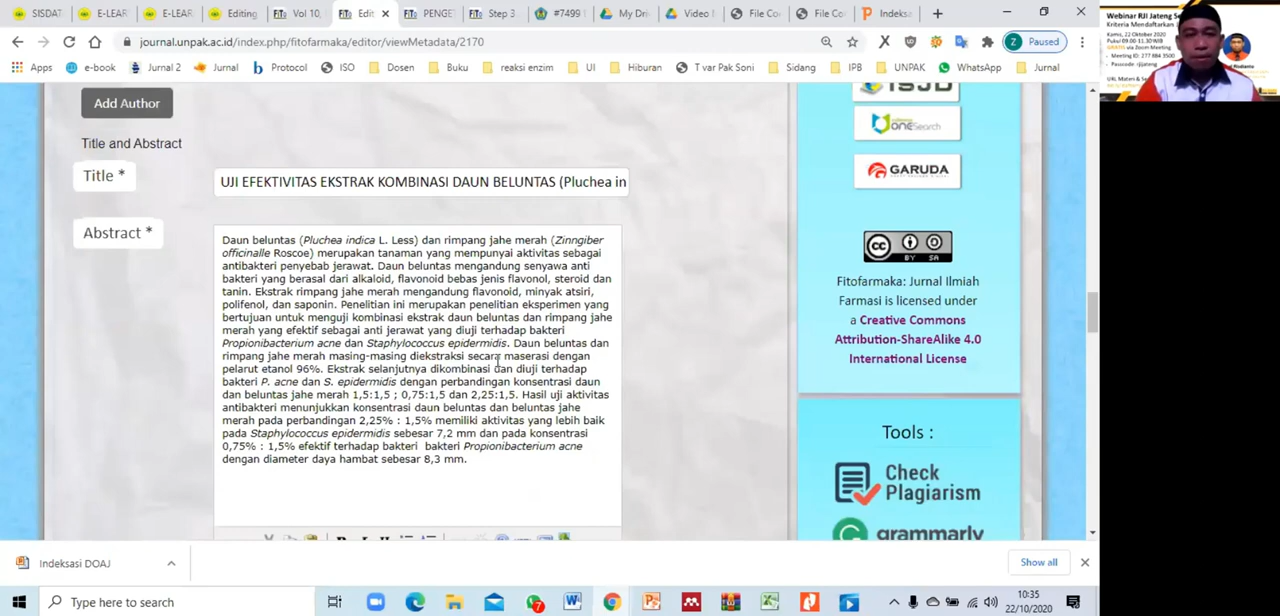 SISDAT
E-LEAR
E-LEAR
Editing
Vol 10,
Edit
PENGE
Step 3
#7499
My Dri
Video
File Co
File Co
Indeks
journal.unpak.ac.id/index.php/fitofarmaka/editor/viewMetadata/2170
Z Paused
Apps
e-book
Jurnal 2
Jurnal
Protocol
ISO
Dosen
reaksi asam
UI
Hiburan
T var Pak Soni
Sidang
IPB
UNPAK
WhatsApp
Jurnal
Webinar RJI Jateng
Kamis, 22 Oktober 2020
via Zoom Meeting
Add Author
Title and Abstract
Title *
UJI EFEKTIVITAS EKSTRAK KOMBINASI DAUN BELUNTAS (Pluchea in
Abstract *
Daun beluntas (Pluchea indica L. Less) dan rimpang jahe merah (Zinngiber
officinalle Roscoe) merupakan tanaman yang mempunyai aktivitas sebagai
antibakteri penyebab jerawat. Daun beluntas mengandung senyawa anti
bakteri yang berasal dari alkaloid, flavonoid bebas jenis flavonol, steroid dan
tanin. Ekstrak rimpang jahe merah mengandung flavonoid, minyak atsiri,
polifenol, dan saponin. Penelitian ini merupakan penelitian eksperimen yang
bertujuan untuk menguji kombinasi ekstrak daun beluntas dan rimpang jahe
merah yang efektif sebagai anti jerawat yang diuji terhadap bakteri
Propionibacterium acne dan Staphylococcus epidermidis. Daun beluntas dan
rimpang jahe merah masing-masing diekstraksi secara maserasi dengan
pelarut etanol 96%. Ekstrak selanjutnya dikombinasi dan diuji terhadap
bakteri P. acne dan S. epidermidis dengan perbandingan konsentrasi daun
dan beluntas jahe merah 1,5:1,5 ; 0,75:1,5 dan 2,25:1,5. Hasil uji aktivitas
antibakteri menunjukkan konsentrasi daun beluntas dan beluntas jahe
merah pada perbandingan 2,25% : 1,5% memiliki aktivitas yang lebih baik
pada Staphylococcus epidermidis sebesar 7,2 mm dan pada konsentrasi
0,75% : 1,5% efektif terhadap bakteri bakteri Propionibacterium acne
dengan diameter daya hambat sebesar 8,3 mm.
ISJD
oneSearch
GARUDA
cc BY SA
Fitofarmaka: Jurnal Ilmiah
Farmasi is licensed under
a Creative Commons
Attribution-ShareAlike 4.0
International License
Tools :
Check
Plagiarism
grammarly
Indeksasi DOAJ
Show all
Type here to search
10:35
22/10/2020